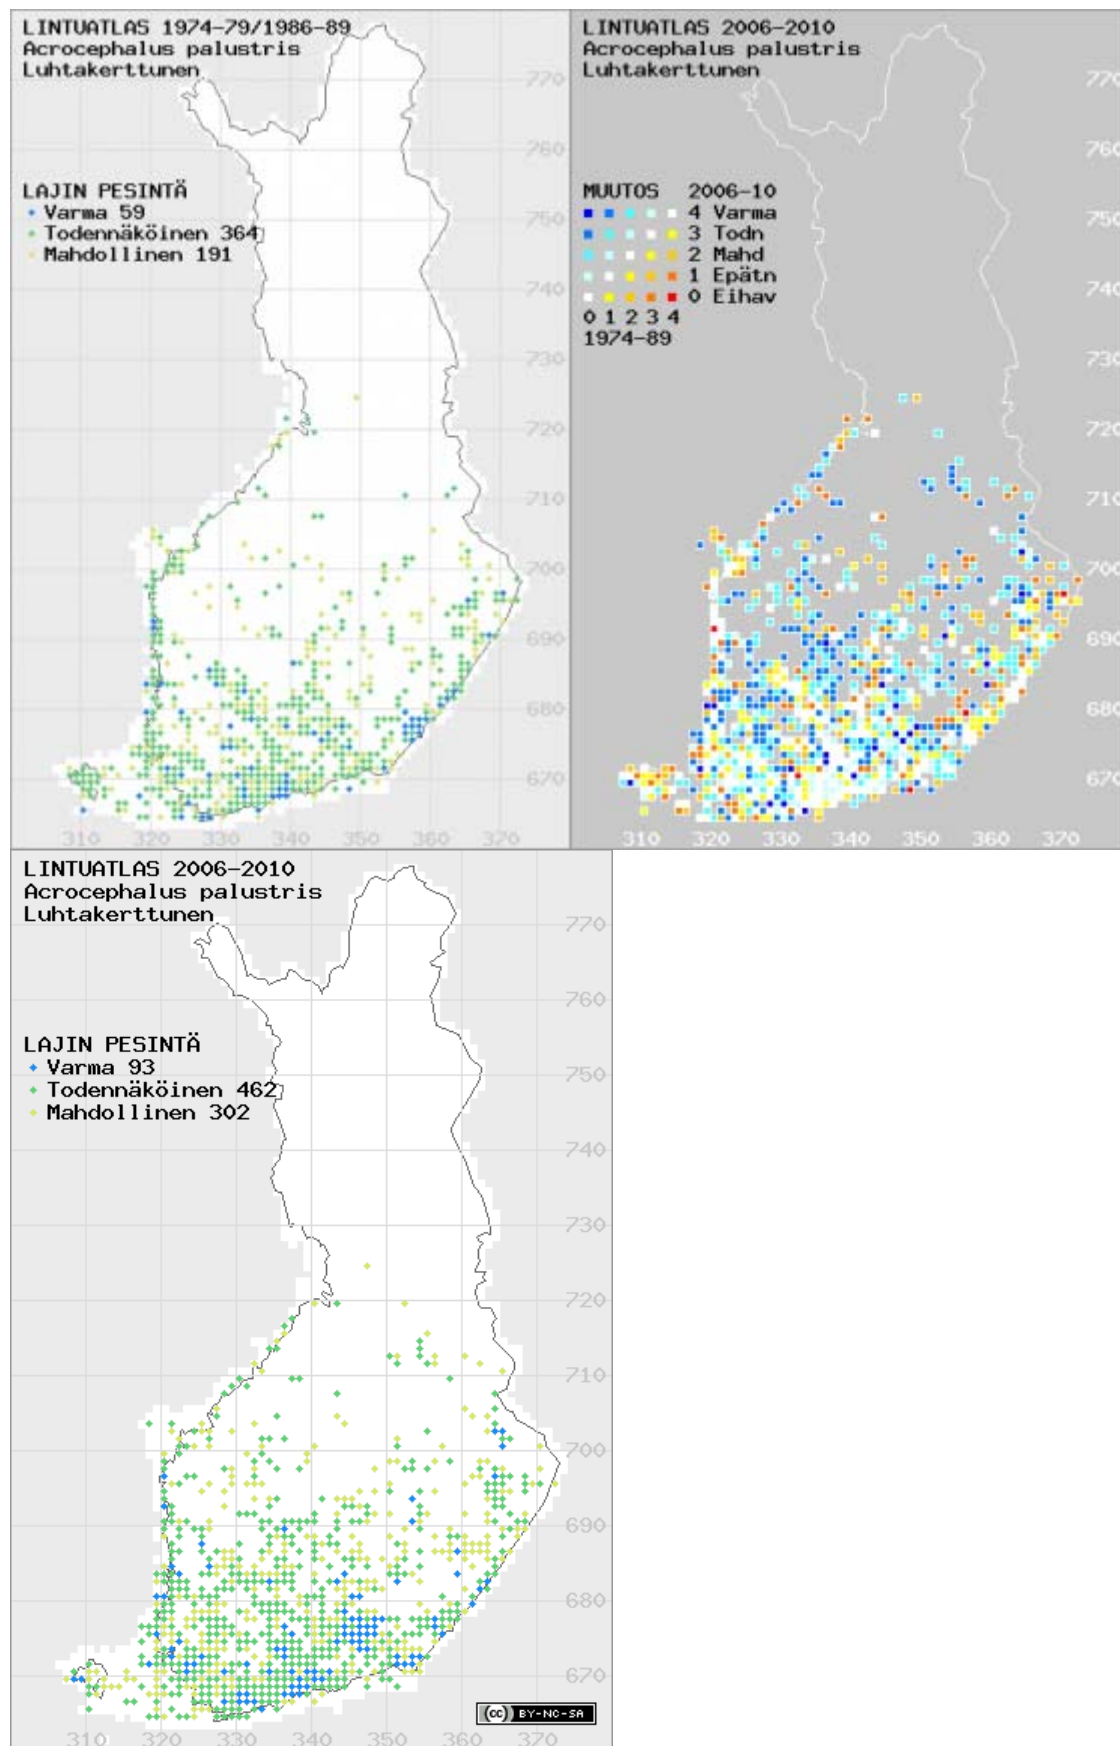 LINTUATLAS 1974-79/1986-89
Acrocephalus palustris
Luhtakerttunen
770
760
LAJIN PESINTÄ
Varma 59
750
Todennäköinen 364
Mahdollinen 191
740
730
720
710
700
690
680
670
310 320 330 340 350 360 370
LINTUATLAS 2006-2010
Acrocephalus palustris
Luhtakerttunen
770
760
MUUTOS 2006-10
4 Varma
750
3 Todn
2 Mahd
1 Epätn
740
0 Eihav
0 1 2 3 4
1974-89
730
720
710
700
690
680
670
310 320 330 340 350 360 370
LINTUATLAS 2006-2010
Acrocephalus palustris
Luhtakerttunen
770
760
LAJIN PESINTÄ
Varma 93
750
Todennäköinen 462
Mahdollinen 302
740
730
720
710
700
690
680
670
cc BY-NC-SA
310 320 330 340 350 360 370